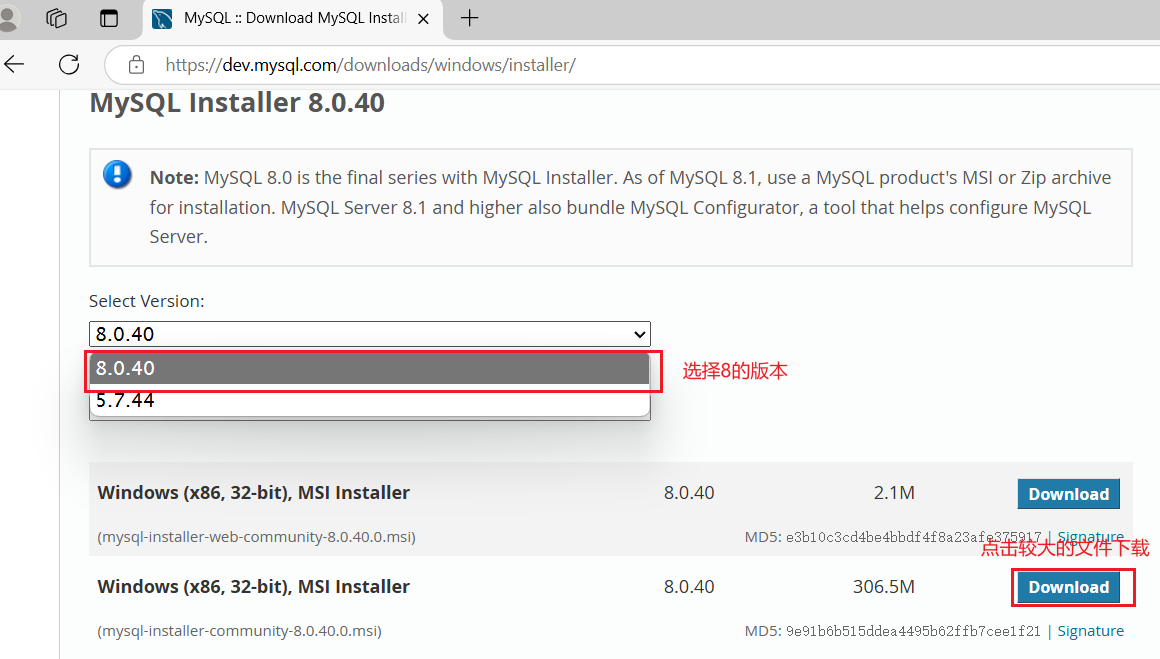 MySQL :: Download MySQL Instal
https://dev.mysql.com/downloads/windows/installer/
MySQL Installer 8.0.40
Note: MySQL 8.0 is the final series with MySQL Installer. As of MySQL 8.1, use a MySQL product's MSI or Zip archive
for installation. MySQL Server 8.1 and higher also bundle MySQL Configurator, a tool that helps configure MySQL
Server.
Select Version:
8.0.40
8.0.40
选择8的版本
5.7.44
Windows (x86, 32-bit), MSI Installer 8.0.40 2.1M Download
(mysql-installer-web-community-8.0.40.0.msi) MD5: e3b10c3cd4be4bbdf4f8a23afe375917 | Signature
点击较大的文件下载
Windows (x86, 32-bit), MSI Installer 8.0.40 306.5M Download
(mysql-installer-community-8.0.40.0.msi) MD5: 9e91b6b515ddea4495b62ffb7cee1f21 | Signature